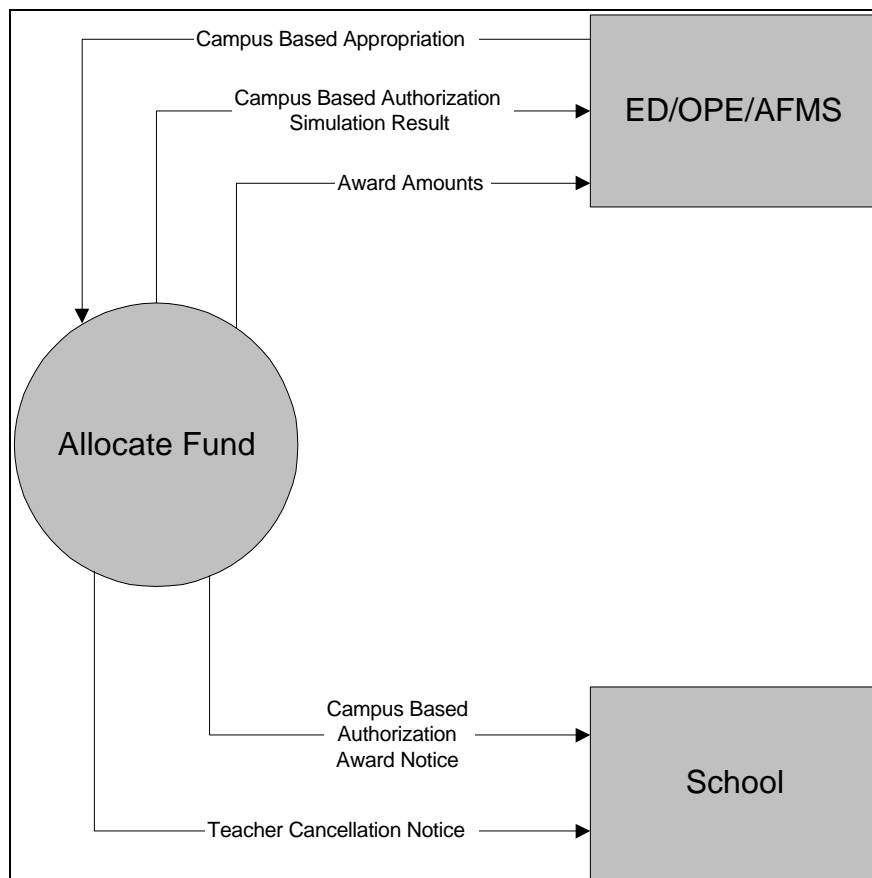 Campus Based Appropriation
Campus Based Authorization
Simulation Result
ED/OPE/AFMS
Award Amounts
Allocate Fund
Campus Based
Authorization
Award Notice
School
Teacher Cancellation Notice